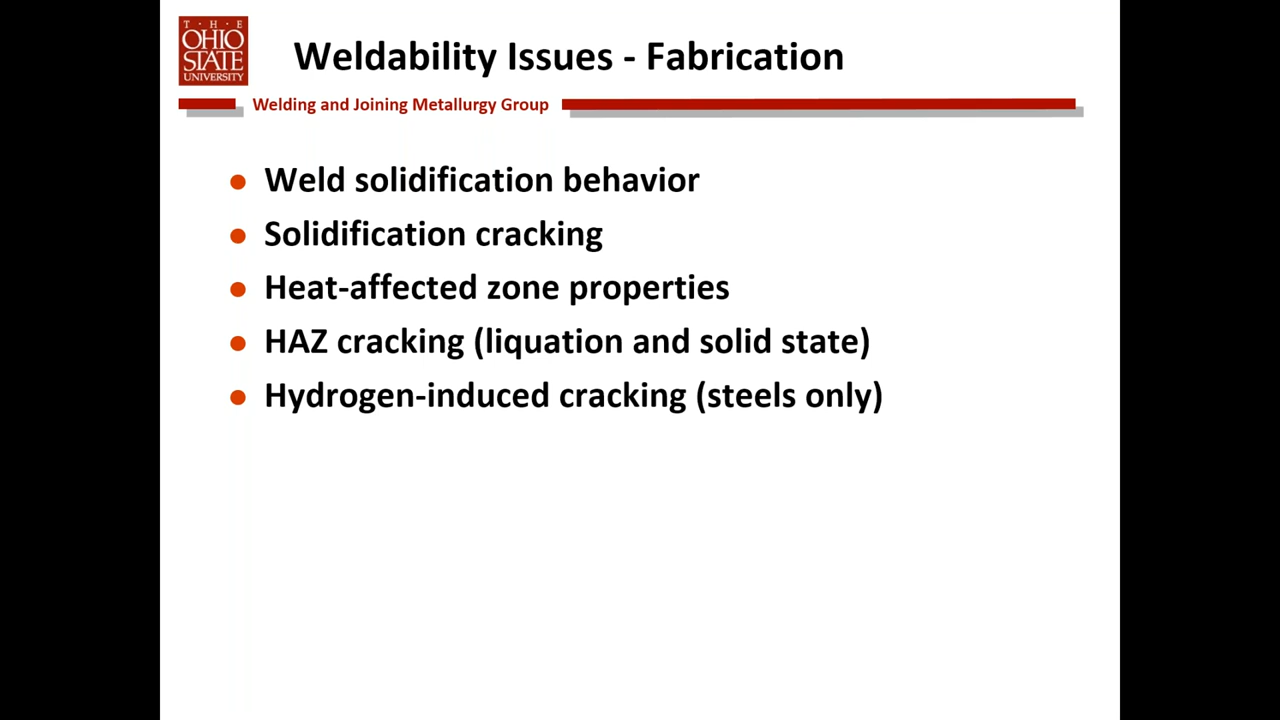 T·H·E
OHIO
STATE
UNIVERSITY
Weldability Issues - Fabrication
Welding and Joining Metallurgy Group
● Weld solidification behavior
● Solidification cracking
● Heat-affected zone properties
● HAZ cracking (liquation and solid state)
● Hydrogen-induced cracking (steels only)